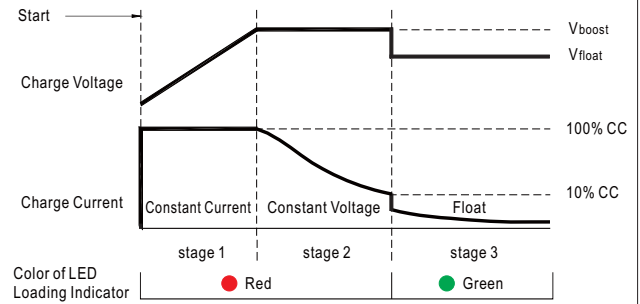 Start
Vboost
Vfloat
Charge Voltage
100% CC
10% CC
Charge Current
Constant Current
Constant Voltage
Float
stage 1
stage 2
stage 3
Color of LED
Loading Indicator
Red
Green